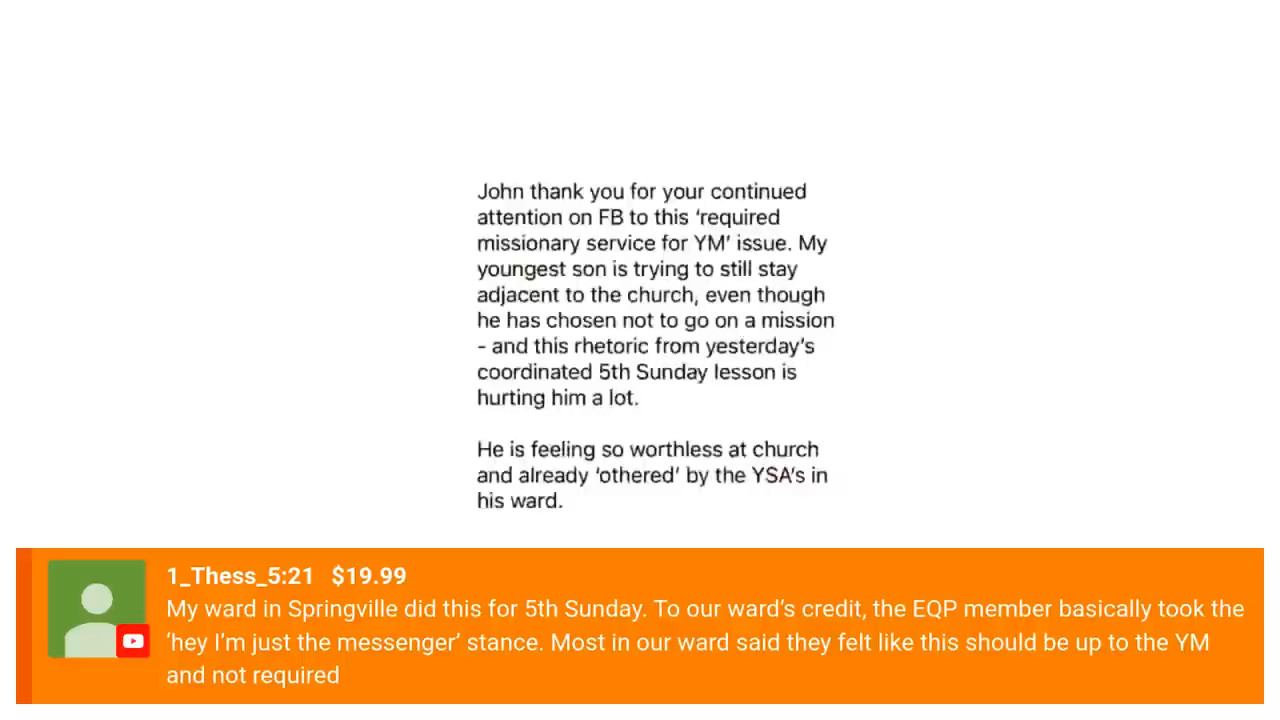 John thank you for your continued
attention on FB to this ‘required
missionary service for YM’ issue. My
youngest son is trying to still stay
adjacent to the church, even though
he has chosen not to go on a mission
- and this rhetoric from yesterday’s
coordinated 5th Sunday lesson is
hurting him a lot.
He is feeling so worthless at church
and already ‘othered’ by the YSA’s in
his ward.
1_Thess_5:21 $19.99
My ward in Springville did this for 5th Sunday. To our ward’s credit, the EQP member basically took the
‘hey I’m just the messenger’ stance. Most in our ward said they felt like this should be up to the YM
and not required